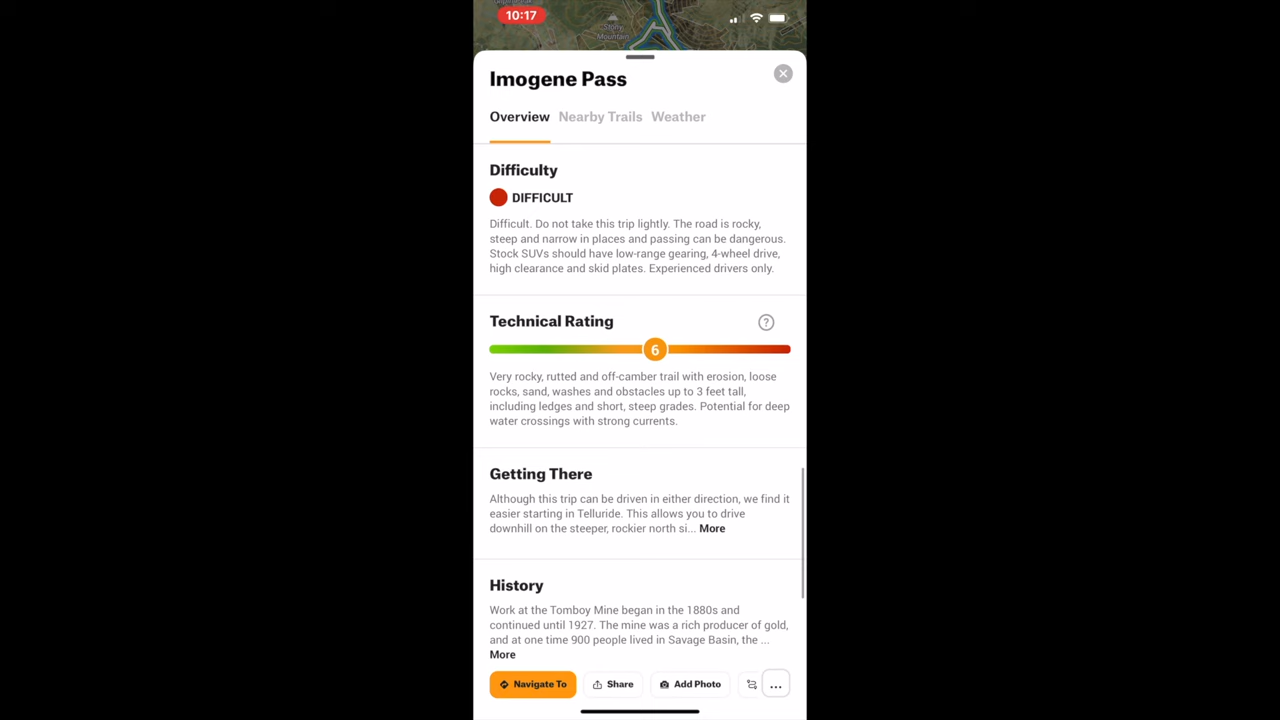 10:17
Stony
Mountain
Imogene Pass
Overview Nearby Trails Weather
Difficulty
DIFFICULT
Difficult. Do not take this trip lightly. The road is rocky,
steep and narrow in places and passing can be dangerous.
Stock SUVs should have low-range gearing, 4-wheel drive,
high clearance and skid plates. Experienced drivers only.
Technical Rating ?
6
Very rocky, rutted and off-camber trail with erosion, loose
rocks, sand, washes and obstacles up to 3 feet tall,
including ledges and short, steep grades. Potential for deep
water crossings with strong currents.
Getting There
Although this trip can be driven in either direction, we find it
easier starting in Telluride. This allows you to drive
downhill on the steeper, rockier north si... More
History
Work at the Tomboy Mine began in the 1880s and
continued until 1927. The mine was a rich producer of gold,
and at one time 900 people lived in Savage Basin, the ...
More
Navigate To Share Add Photo ...